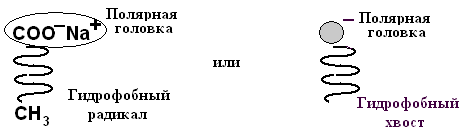 Полярная
головка
COO⁻Na⁺
Гидрофобный
радикал
CH₃
или
Полярная
головка
–
Гидрофобный
хвост